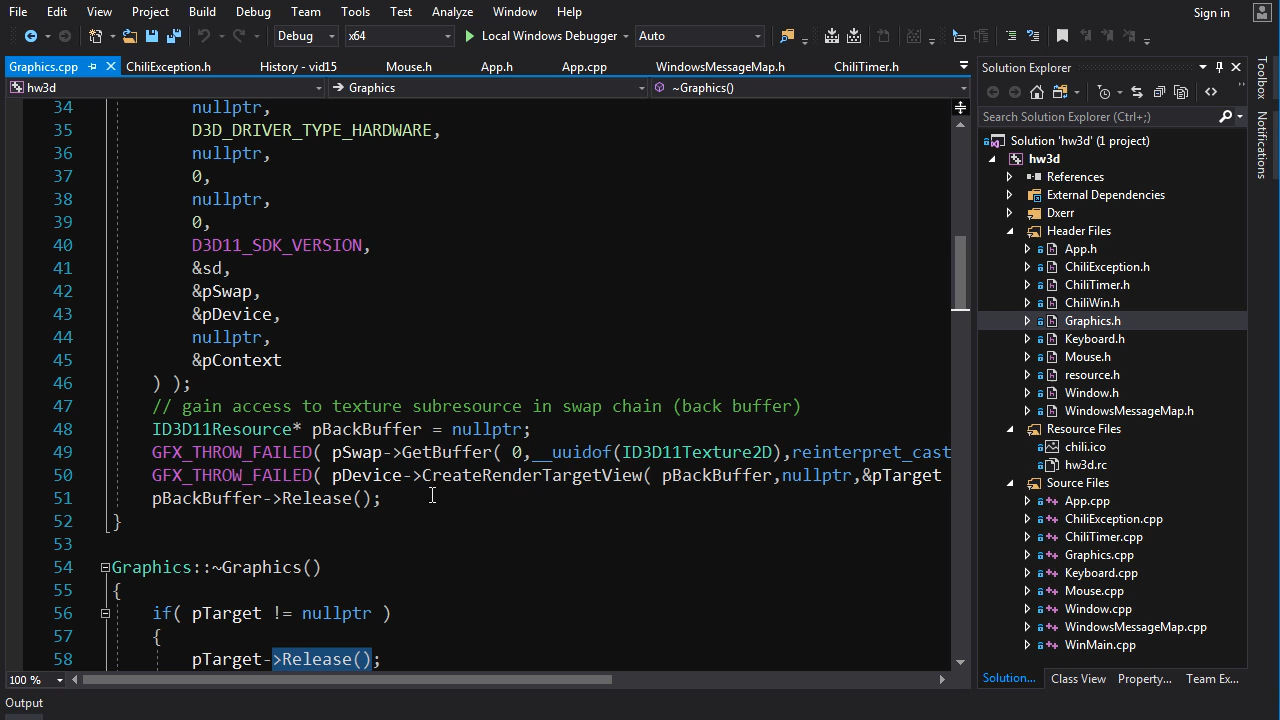 File Edit View Project Build Debug Team Tools Test Analyze Window Help Sign in
Debug x64 Local Windows Debugger Auto
Graphics.cpp ChiliException.h History - vid15 Mouse.h App.h App.cpp WindowsMessageMap.h ChiliTimer.h
hw3d Graphics ~Graphics()
34 nullptr,
35 D3D_DRIVER_TYPE_HARDWARE,
36 nullptr,
37 0,
38 nullptr,
39 0,
40 D3D11_SDK_VERSION,
41 &sd,
42 &pSwap,
43 &pDevice,
44 nullptr,
45 &pContext
46 ) );
47 // gain access to texture subresource in swap chain (back buffer)
48 ID3D11Resource* pBackBuffer = nullptr;
49 GFX_THROW_FAILED( pSwap->GetBuffer( 0,__uuidof(ID3D11Texture2D),reinterpret_cast
50 GFX_THROW_FAILED( pDevice->CreateRenderTargetView( pBackBuffer,nullptr,&pTarget
51 pBackBuffer->Release();
52 }
53
54 Graphics::~Graphics()
55 {
56 if( pTarget != nullptr )
57 {
58 pTarget->Release();
100 %
Output
Solution Explorer
Search Solution Explorer (Ctrl+;)
Solution 'hw3d' (1 project)
hw3d
References
External Dependencies
Dxerr
Header Files
App.h
ChiliException.h
ChiliTimer.h
ChiliWin.h
Graphics.h
Keyboard.h
Mouse.h
resource.h
Window.h
WindowsMessageMap.h
Resource Files
chili.ico
hw3d.rc
Source Files
App.cpp
ChiliException.cpp
ChiliTimer.cpp
Graphics.cpp
Keyboard.cpp
Mouse.cpp
Window.cpp
WindowsMessageMap.cpp
WinMain.cpp
Solution... Class View Property... Team Ex...
Toolbox
Notifications